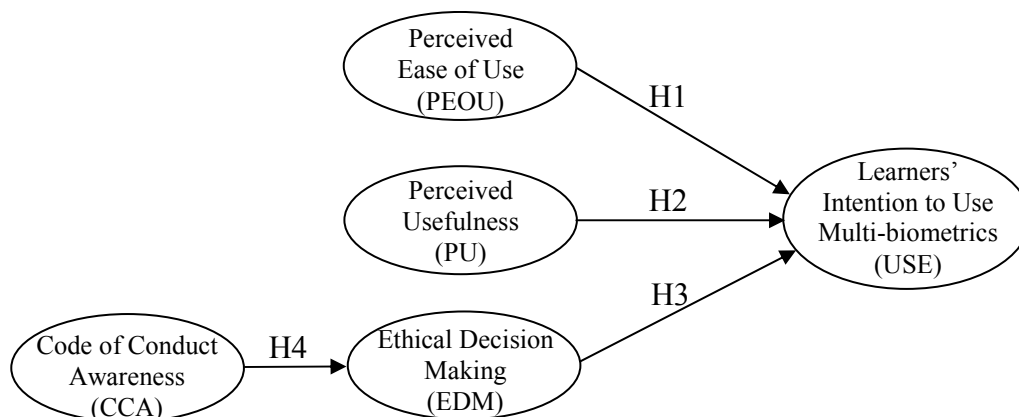 Perceived
Ease of Use
(PEOU)
H1
Perceived
Usefulness
(PU)
H2
Learners’
Intention to Use
Multi-biometrics
(USE)
H3
Code of Conduct
Awareness
(CCA)
H4
Ethical Decision
Making
(EDM)